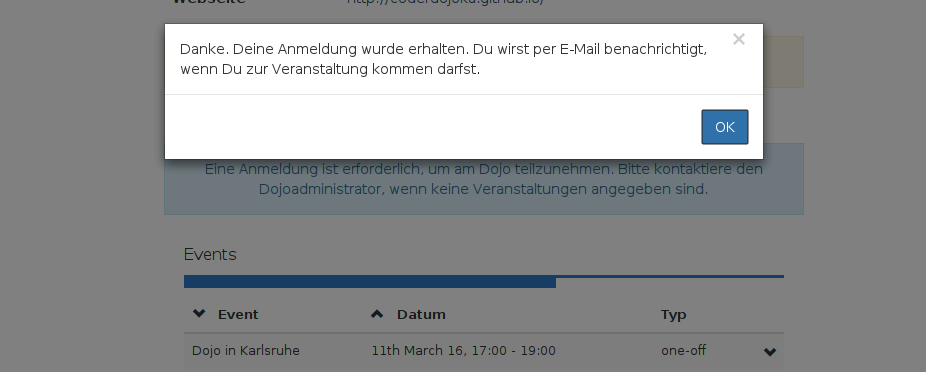 Webseite http://coderdojoka.github.io/
Danke. Deine Anmeldung wurde erhalten. Du wirst per E-Mail benachrichtigt,
wenn Du zur Veranstaltung kommen darfst.
×
OK
Eine Anmeldung ist erforderlich, um am Dojo teilzunehmen. Bitte kontaktiere den
Dojoadministrator, wenn keine Veranstaltungen angegeben sind.
Events
Event Datum Typ
Dojo in Karlsruhe 11th March 16, 17:00 - 19:00 one-off